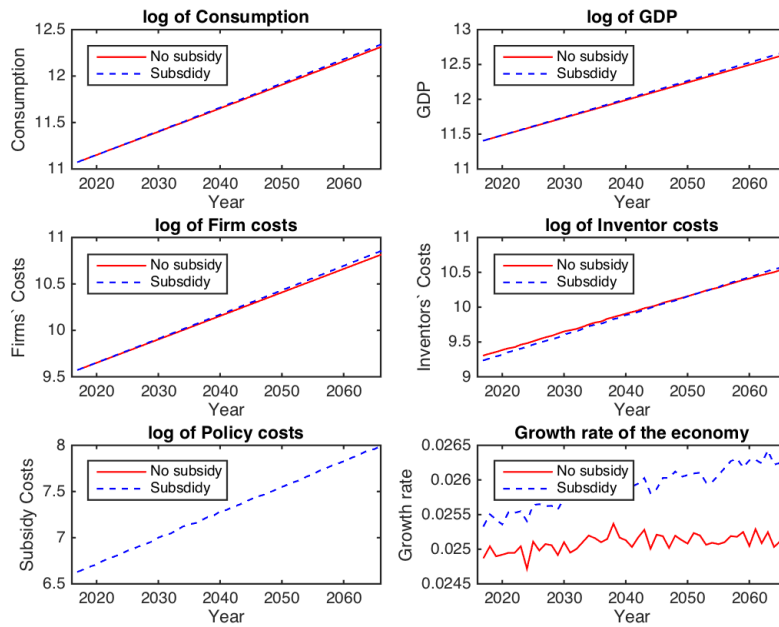 log of Consumption
12.5
12
11.5
11
Consumption
No subsidy
Subsdidy
2020 2030 2040 2050 2060
Year
log of GDP
13
12.5
12
11.5
11
GDP
No subsidy
Subsdidy
2020 2030 2040 2050 2060
Year
log of Firm costs
11
10.5
10
9.5
Firms` Costs
No subsidy
Subsdidy
2020 2030 2040 2050 2060
Year
log of Inventor costs
11
10.5
10
9.5
9
Inventors` Costs
No subsidy
Subsdidy
2020 2030 2040 2050 2060
Year
log of Policy costs
8
7.5
7
6.5
Subsidy Costs
No subsidy
Subsdidy
2020 2030 2040 2050 2060
Year
Growth rate of the economy
0.0265
0.026
0.0255
0.025
0.0245
Growth rate
No subsidy
Subsdidy
2020 2030 2040 2050 2060
Year